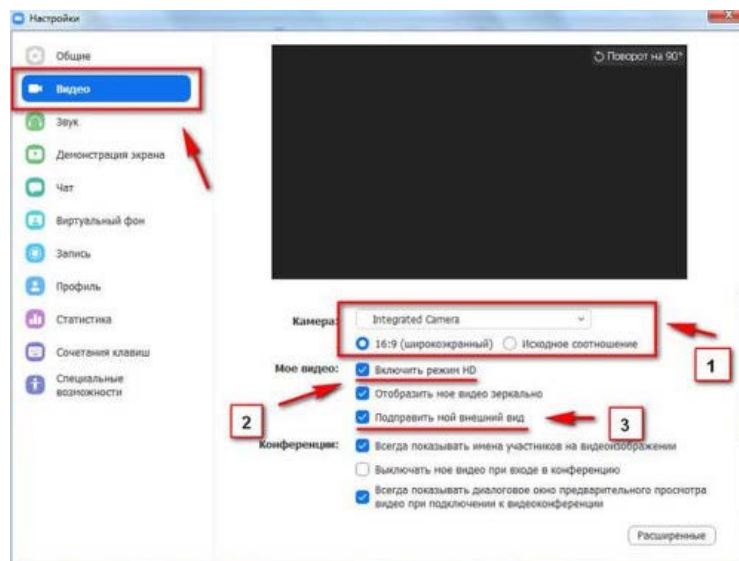 Настройки
Общие
Видео
Звук
Демонстрация экрана
Чат
Виртуальный фон
Запись
Профиль
Статистика
Сочетания клавиш
Специальные
возможности
Поворот на 90°
Камера: Integrated Camera
16:9 (широкоэкранный) Исходное соотношение
1
Мое видео: Включить режим HD
Отобразить мое видео зеркально
2
Подправить мой внешний вид
3
Конференции: Всегда показывать имена участников на видеоизображении
Выключать мое видео при входе в конференцию
Всегда показывать диалоговое окно предварительного просмотра
видео при подключении к видеоконференции
Расширенные